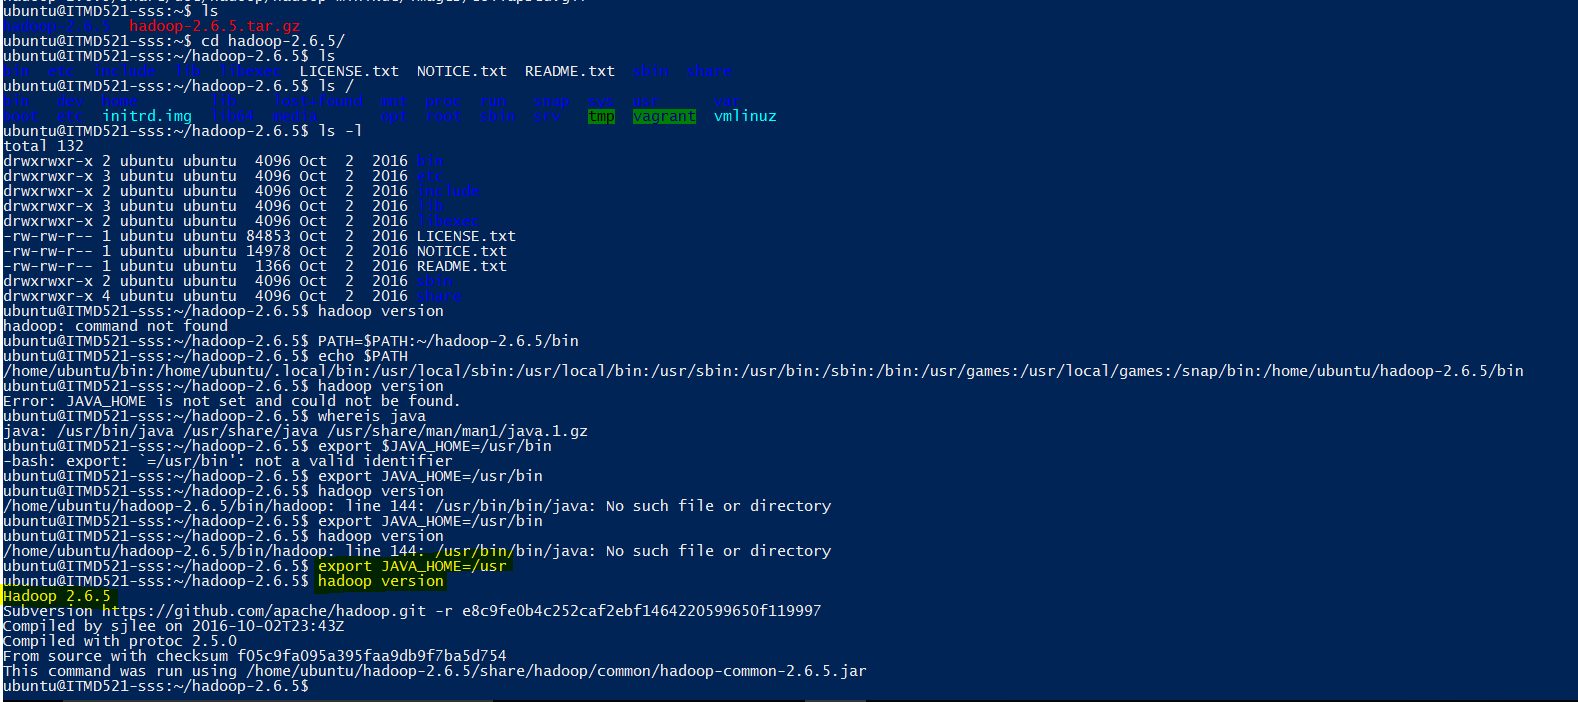 ubuntu@ITMD521-sss:~$ ls
hadoop-2.6.5  hadoop-2.6.5.tar.gz
ubuntu@ITMD521-sss:~$ cd hadoop-2.6.5/
ubuntu@ITMD521-sss:~/hadoop-2.6.5$ ls
bin  etc  include  lib  libexec  LICENSE.txt  NOTICE.txt  README.txt  sbin  share
ubuntu@ITMD521-sss:~/hadoop-2.6.5$ ls /
bin   dev  home        lib    lost+found  mnt  proc  run   snap  sys  usr      var
boot  etc  initrd.img  lib64  media       opt  root  sbin  srv   tmp  vagrant  vmlinuz
ubuntu@ITMD521-sss:~/hadoop-2.6.5$ ls -l
total 132
drwxrwxr-x 2 ubuntu ubuntu  4096 Oct  2  2016 bin
drwxrwxr-x 3 ubuntu ubuntu  4096 Oct  2  2016 etc
drwxrwxr-x 2 ubuntu ubuntu  4096 Oct  2  2016 include
drwxrwxr-x 3 ubuntu ubuntu  4096 Oct  2  2016 lib
drwxrwxr-x 2 ubuntu ubuntu  4096 Oct  2  2016 libexec
-rw-rw-r-- 1 ubuntu ubuntu 84853 Oct  2  2016 LICENSE.txt
-rw-rw-r-- 1 ubuntu ubuntu 14978 Oct  2  2016 NOTICE.txt
-rw-rw-r-- 1 ubuntu ubuntu  1366 Oct  2  2016 README.txt
drwxrwxr-x 2 ubuntu ubuntu  4096 Oct  2  2016 sbin
drwxrwxr-x 4 ubuntu ubuntu  4096 Oct  2  2016 share
ubuntu@ITMD521-sss:~/hadoop-2.6.5$ hadoop version
hadoop: command not found
ubuntu@ITMD521-sss:~/hadoop-2.6.5$ PATH=$PATH:~/hadoop-2.6.5/bin
ubuntu@ITMD521-sss:~/hadoop-2.6.5$ echo $PATH
/home/ubuntu/bin:/home/ubuntu/.local/bin:/usr/local/sbin:/usr/local/bin:/usr/sbin:/usr/bin:/sbin:/bin:/usr/games:/usr/local/games:/snap/bin:/home/ubuntu/hadoop-2.6.5/bin
ubuntu@ITMD521-sss:~/hadoop-2.6.5$ hadoop version
Error: JAVA_HOME is not set and could not be found.
ubuntu@ITMD521-sss:~/hadoop-2.6.5$ whereis java
java: /usr/bin/java /usr/share/java /usr/share/man/man1/java.1.gz
ubuntu@ITMD521-sss:~/hadoop-2.6.5$ export $JAVA_HOME=/usr/bin
-bash: export: `=/usr/bin': not a valid identifier
ubuntu@ITMD521-sss:~/hadoop-2.6.5$ export JAVA_HOME=/usr/bin
ubuntu@ITMD521-sss:~/hadoop-2.6.5$ hadoop version
/home/ubuntu/hadoop-2.6.5/bin/hadoop: line 144: /usr/bin/bin/java: No such file or directory
ubuntu@ITMD521-sss:~/hadoop-2.6.5$ export JAVA_HOME=/usr/bin
ubuntu@ITMD521-sss:~/hadoop-2.6.5$ hadoop version
/home/ubuntu/hadoop-2.6.5/bin/hadoop: line 144: /usr/bin/bin/java: No such file or directory
ubuntu@ITMD521-sss:~/hadoop-2.6.5$ export JAVA_HOME=/usr
ubuntu@ITMD521-sss:~/hadoop-2.6.5$ hadoop version
Hadoop 2.6.5
Subversion https://github.com/apache/hadoop.git -r e8c9fe0b4c252caf2ebf1464220599650f119997
Compiled by sjlee on 2016-10-02T23:43Z
Compiled with protoc 2.5.0
From source with checksum f05c9fa095a395faa9db9f7ba5d754
This command was run using /home/ubuntu/hadoop-2.6.5/share/hadoop/common/hadoop-common-2.6.5.jar
ubuntu@ITMD521-sss:~/hadoop-2.6.5$